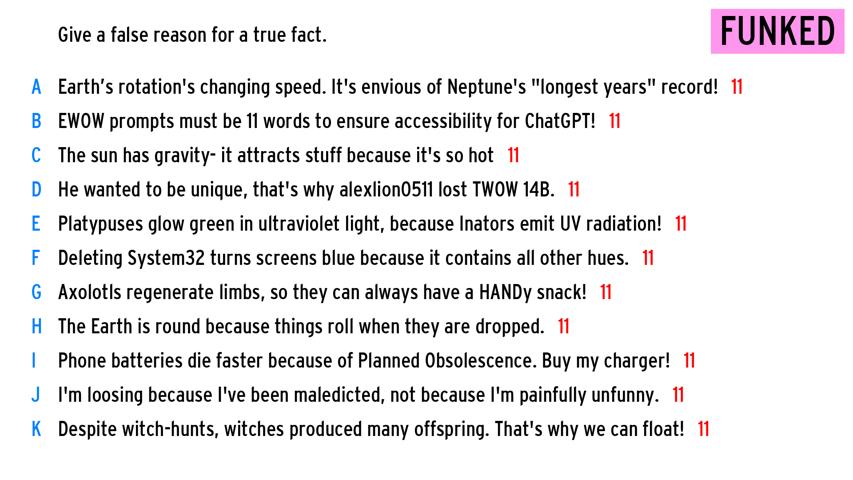 Give a false reason for a true fact.
FUNKED
A Earth's rotation's changing speed. It's envious of Neptune's "longest years" record! 11
B EWOW prompts must be 11 words to ensure accessibility for ChatGPT! 11
C The sun has gravity- it attracts stuff because it's so hot 11
D He wanted to be unique, that's why alexlion0511 lost TWOW 14B. 11
E Platypuses glow green in ultraviolet light, because Inators emit UV radiation! 11
F Deleting System32 turns screens blue because it contains all other hues. 11
G Axolotls regenerate limbs, so they can always have a HANDy snack! 11
H The Earth is round because things roll when they are dropped. 11
I Phone batteries die faster because of Planned Obsolescence. Buy my charger! 11
J I'm loosing because I've been maledicted, not because I'm painfully unfunny. 11
K Despite witch-hunts, witches produced many offspring. That's why we can float! 11